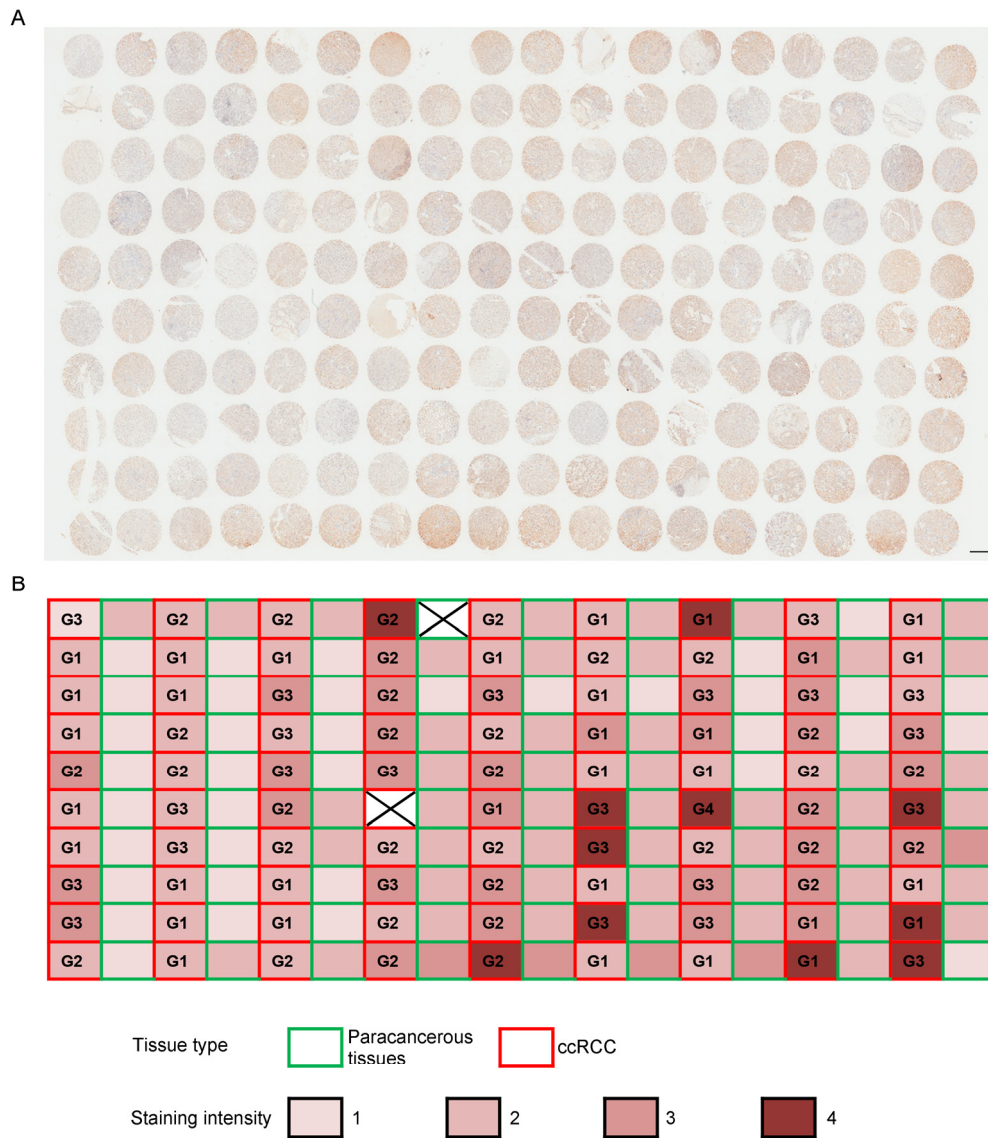 A
B
G3 G2 G2 G2 G2 G1 G1 G3 G1
G1 G1 G1 G2 G1 G2 G2 G1 G1
G1 G1 G3 G2 G3 G1 G3 G3 G3
G1 G2 G3 G2 G2 G1 G1 G2 G3
G2 G2 G3 G3 G2 G1 G1 G2 G2
G1 G3 G2 G1 G3 G4 G2 G3
G1 G3 G2 G2 G2 G3 G2 G2 G2
G3 G1 G1 G3 G2 G1 G3 G2 G1
G3 G1 G1 G2 G2 G3 G3 G1 G1
G2 G1 G2 G2 G2 G1 G1 G1 G3
Tissue type Paracancerous tissues ccRCC
Staining intensity 1 2 3 4